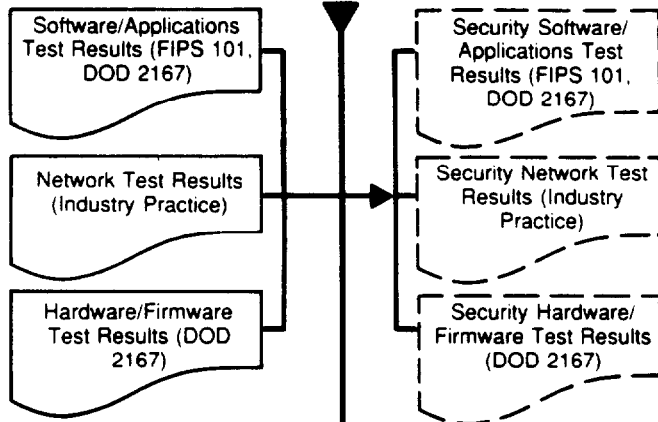 Software/Applications
Test Results (FIPS 101,
DOD 2167)
Security Software/
Applications Test
Results (FIPS 101,
DOD 2167)
Network Test Results
(Industry Practice)
Security Network Test
Results (Industry
Practice)
Hardware/Firmware
Test Results (DOD
2167)
Security Hardware/
Firmware Test Results
(DOD 2167)